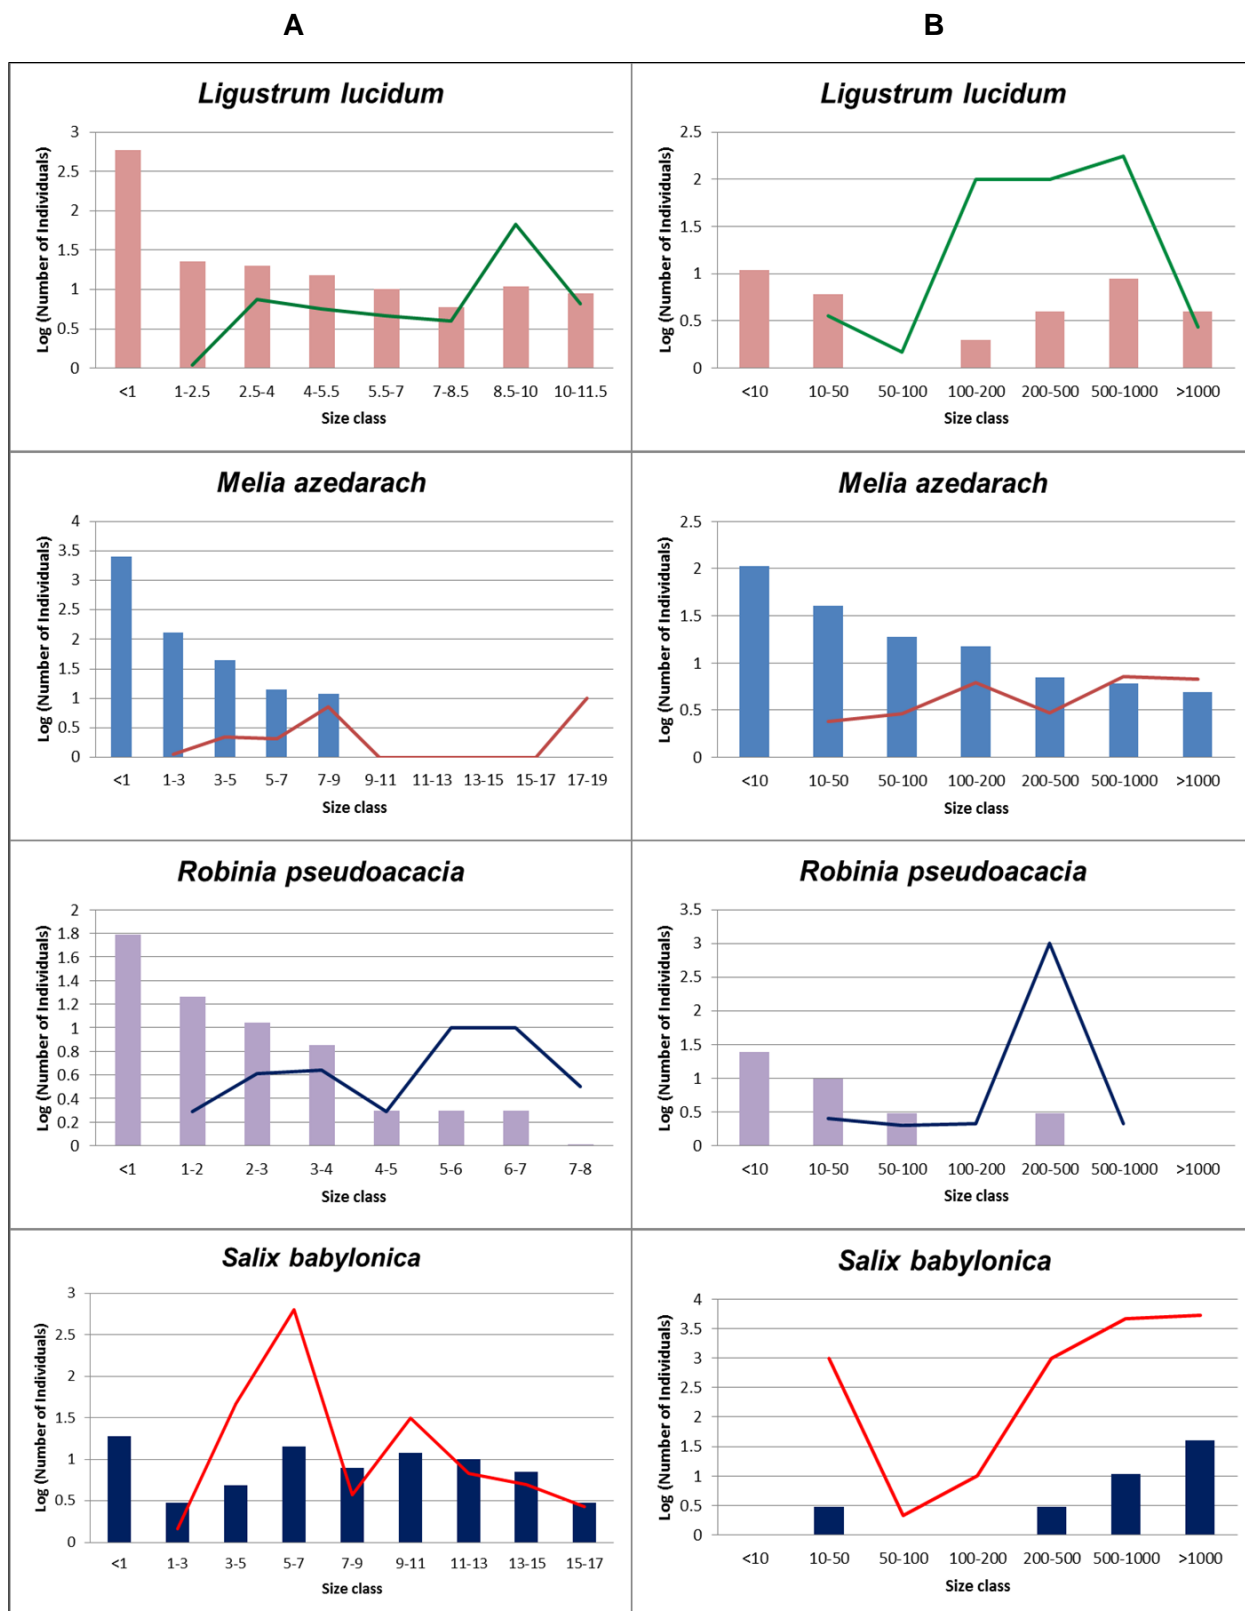 A
B
Ligustrum lucidum
Log (Number of Individuals)
3
2.5
2
1.5
1
0.5
0
<1 1-2.5 2.5-4 4-5.5 5.5-7 7-8.5 8.5-10 10-11.5
Size class
Ligustrum lucidum
Log (Number of Individuals)
2.5
2
1.5
1
0.5
0
<10 10-50 50-100 100-200 200-500 500-1000 >1000
Size class
Melia azedarach
Log (Number of Individuals)
4
3.5
3
2.5
2
1.5
1
0.5
0
<1 1-3 3-5 5-7 7-9 9-11 11-13 13-15 15-17 17-19
Size class
Melia azedarach
Log (Number of Individuals)
2.5
2
1.5
1
0.5
0
<10 10-50 50-100 100-200 200-500 500-1000 >1000
Size class
Robinia pseudoacacia
Log (Number of Individuals)
2
1.8
1.6
1.4
1.2
1
0.8
0.6
0.4
0.2
0
<1 1-2 2-3 3-4 4-5 5-6 6-7 7-8
Size class
Robinia pseudoacacia
Log (Number of Individuals)
3.5
3
2.5
2
1.5
1
0.5
0
<10 10-50 50-100 100-200 200-500 500-1000 >1000
Size class
Salix babylonica
Log (Number of Individuals)
3
2.5
2
1.5
1
0.5
0
<1 1-3 3-5 5-7 7-9 9-11 11-13 13-15 15-17
Size class
Salix babylonica
Log (Number of Individuals)
4
3.5
3
2.5
2
1.5
1
0.5
0
<10 10-50 50-100 100-200 200-500 500-1000 >1000
Size class